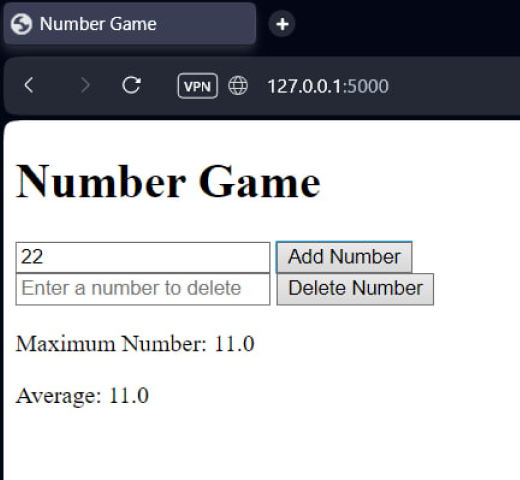 Number Game
VPN 127.0.0.1:5000
Number Game
22 Add Number
Enter a number to delete Delete Number
Maximum Number: 11.0
Average: 11.0